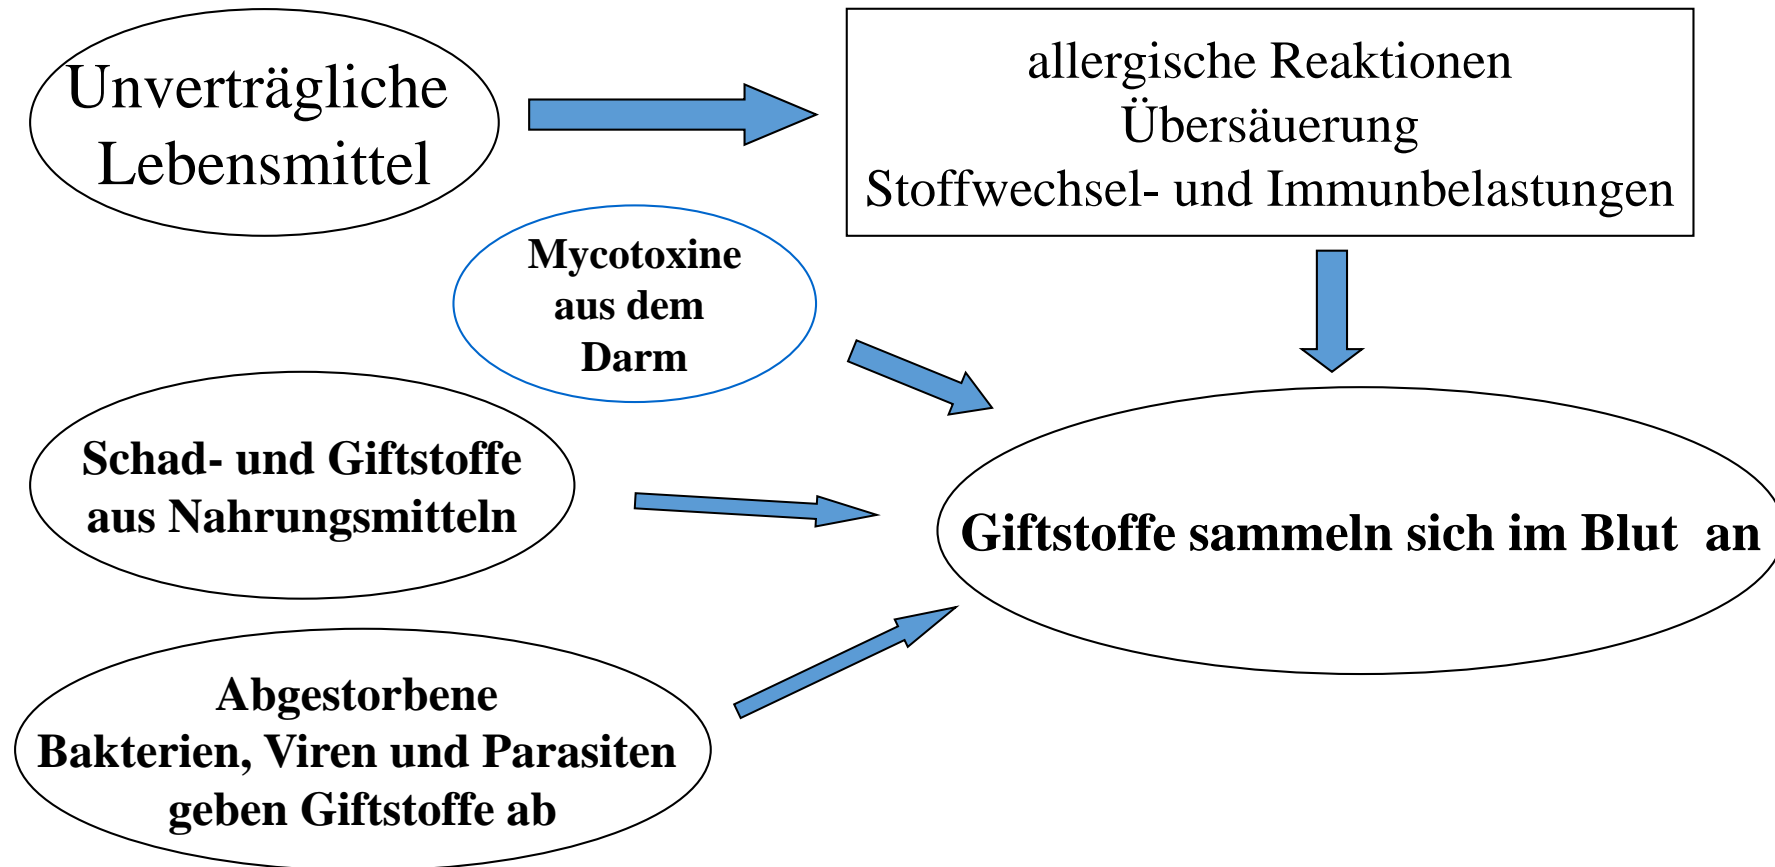 Unverträgliche
Lebensmittel
allergische Reaktionen
Übersäuerung
Stoffwechsel- und Immunbelastungen
Mycotoxine
aus dem
Darm
Schad- und Giftstoffe
aus Nahrungsmitteln
Giftstoffe sammeln sich im Blut  an
Abgestorbene
Bakterien, Viren und Parasiten
geben Giftstoffe ab